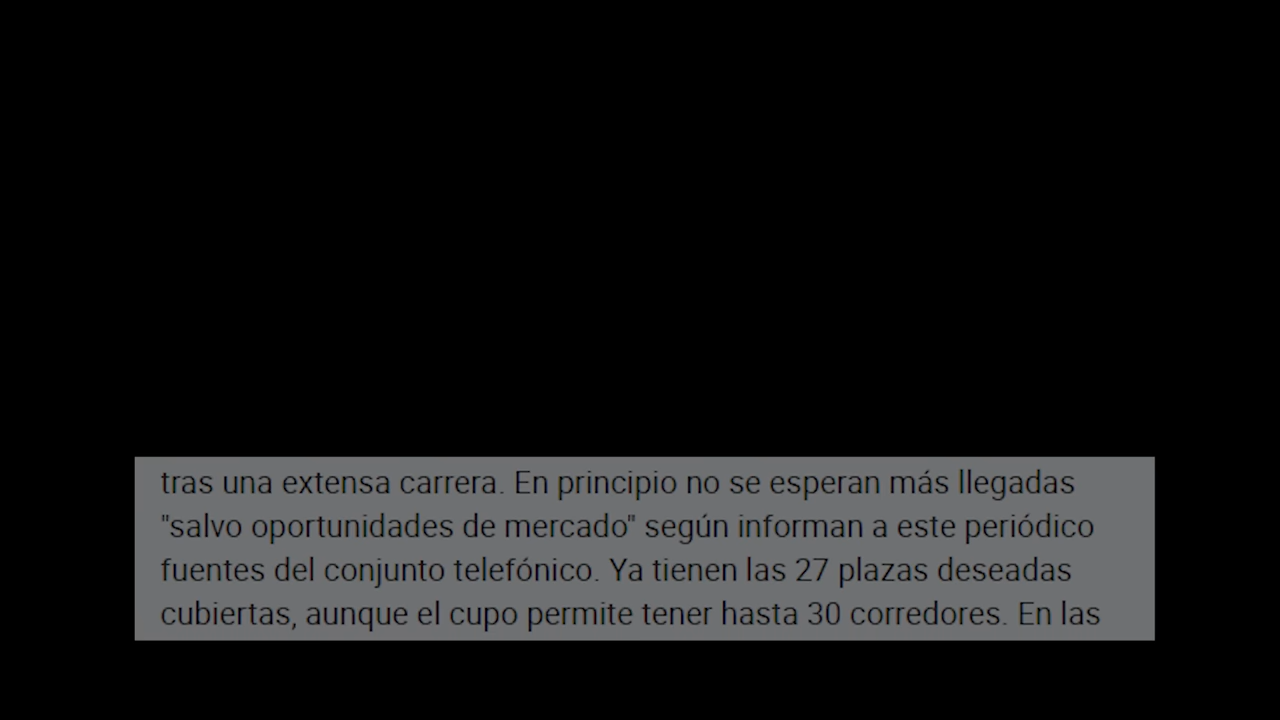 tras una extensa carrera. En principio no se esperan más llegadas
"salvo oportunidades de mercado" según informan a este periódico
fuentes del conjunto telefónico. Ya tienen las 27 plazas deseadas
cubiertas, aunque el cupo permite tener hasta 30 corredores. En las